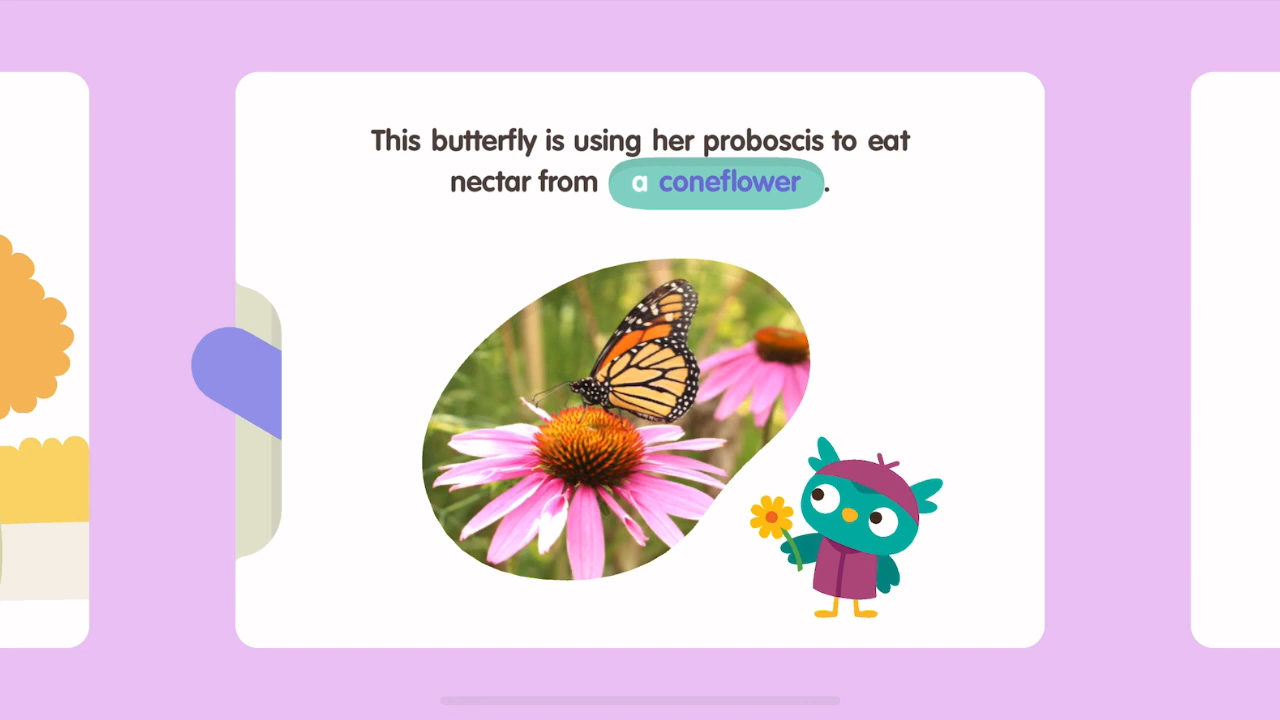 This butterfly is using her proboscis to eat
nectar from a coneflower.